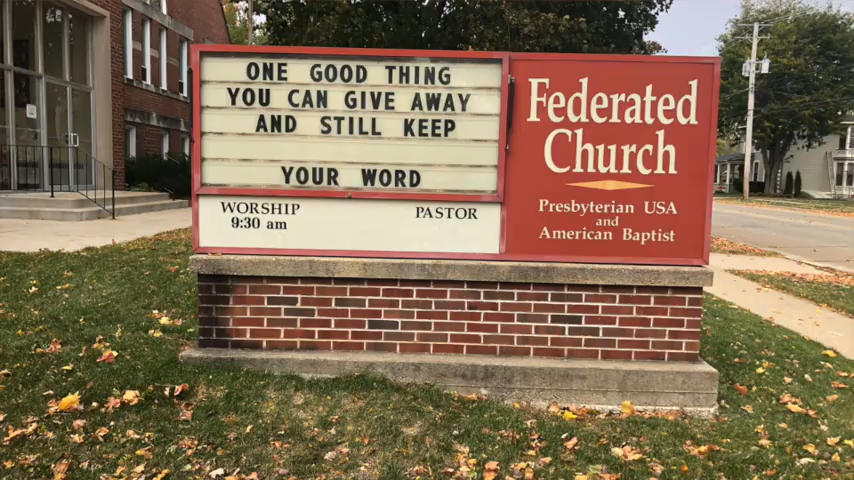 ONE GOOD THING
YOU CAN GIVE AWAY
AND STILL KEEP
YOUR WORD
WORSHIP
9:30 am
PASTOR
Federated
Church
Presbyterian USA
and
American Baptist